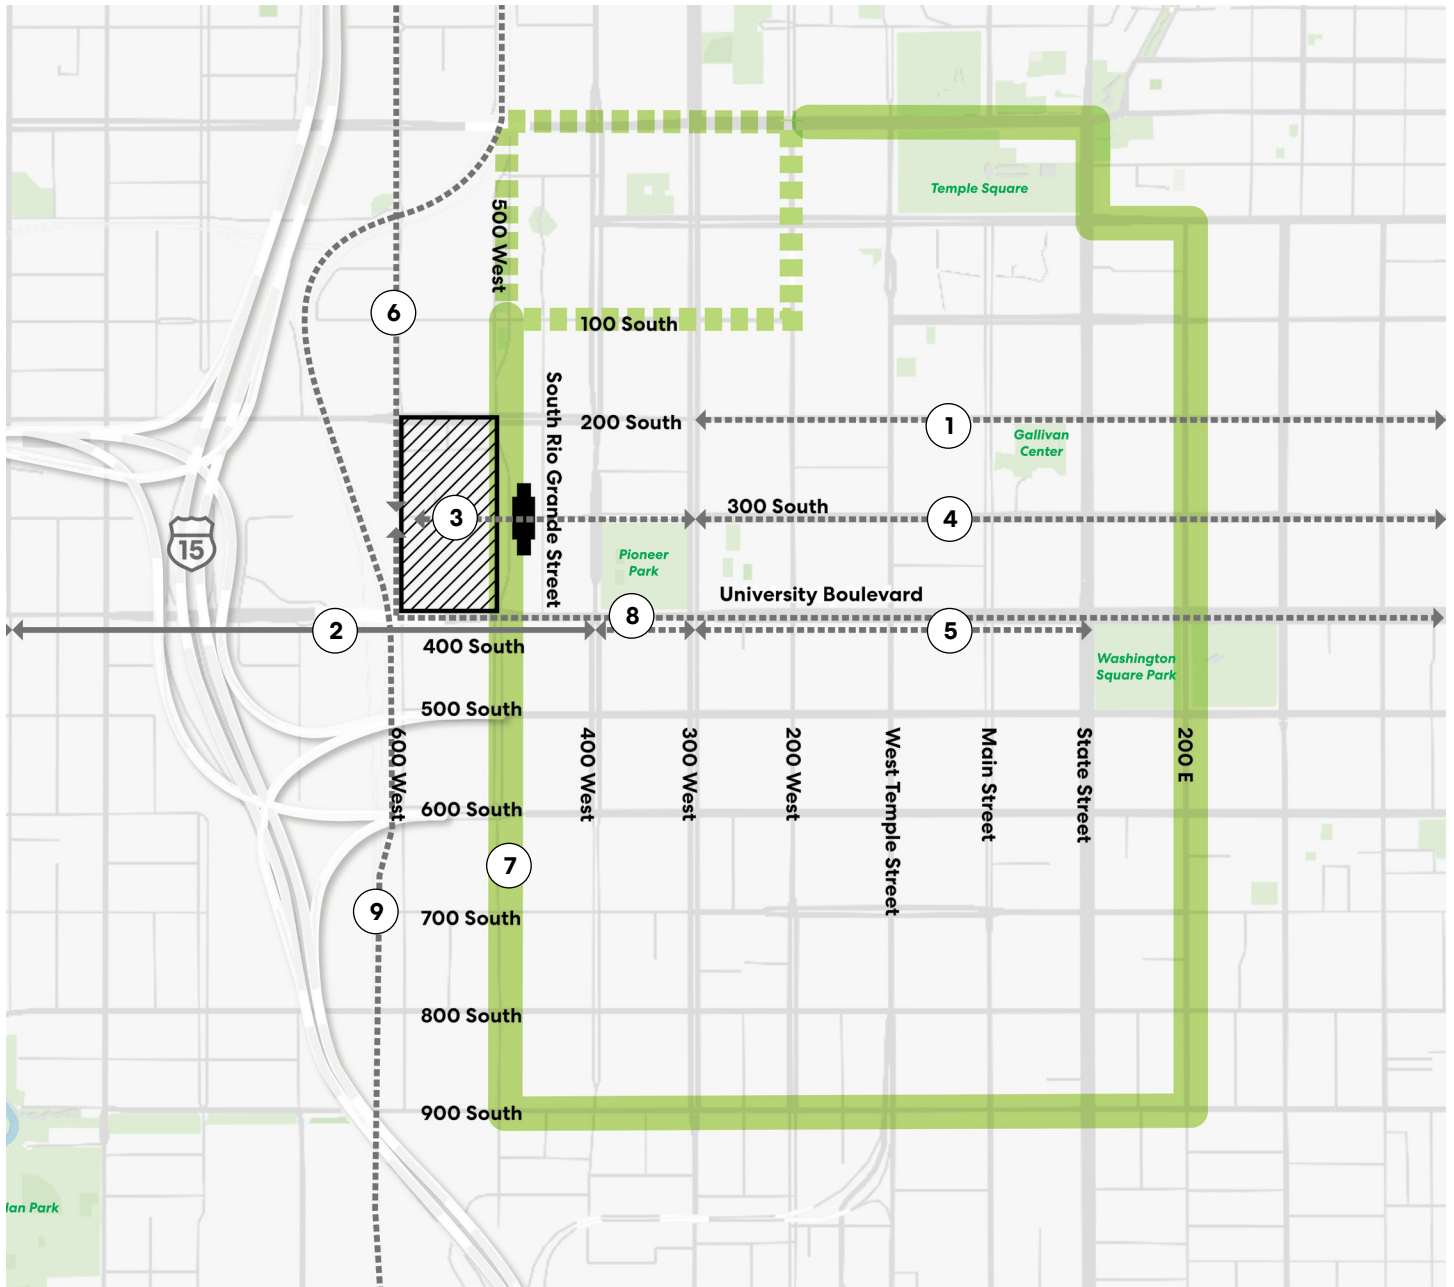 Temple Square
500 West
6
100 South
South Rio Grande Street
200 South
1
Gallivan
Center
300 South
3
4
15
Pioneer
Park
University Boulevard
8
2
5
400 South
Washington
Square Park
500 South
600 West
400 West
300 West
200 West
West Temple Street
Main Street
State Street
200 E
600 South
7
9
700 South
800 South
900 South
Park